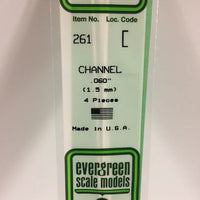 Item No. Loc. Code
261 [
CHANNEL
.060"
(1.5 mm)
4 Pieces
Made in U.S.A.
evergreen
scale models